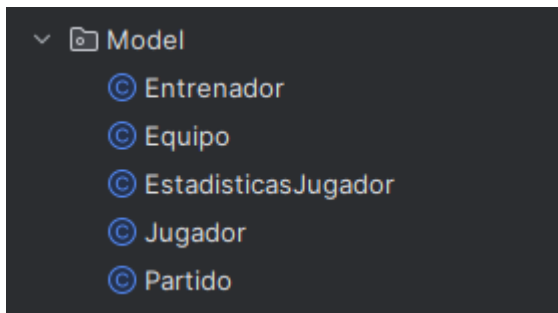 Model
Entrenador
Equipo
EstadisticasJugador
Jugador
Partido